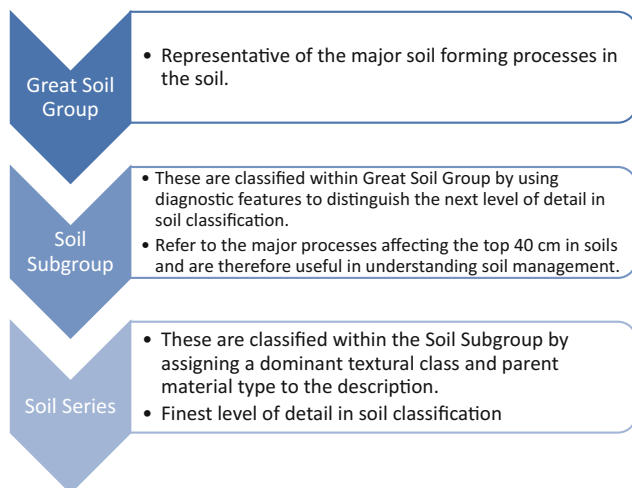 Great Soil
Group
• Representative of the major soil forming processes in
the soil.
Soil
Subgroup
• These are classified within Great Soil Group by using
diagnostic features to distinguish the next level of detail in
soil classification.
• Refer to the major processes affecting the top 40 cm in soils
and are therefore useful in understanding soil management.
Soil Series
• These are classified within the Soil Subgroup by
assigning a dominant textural class and parent
material type to the description.
• Finest level of detail in soil classification